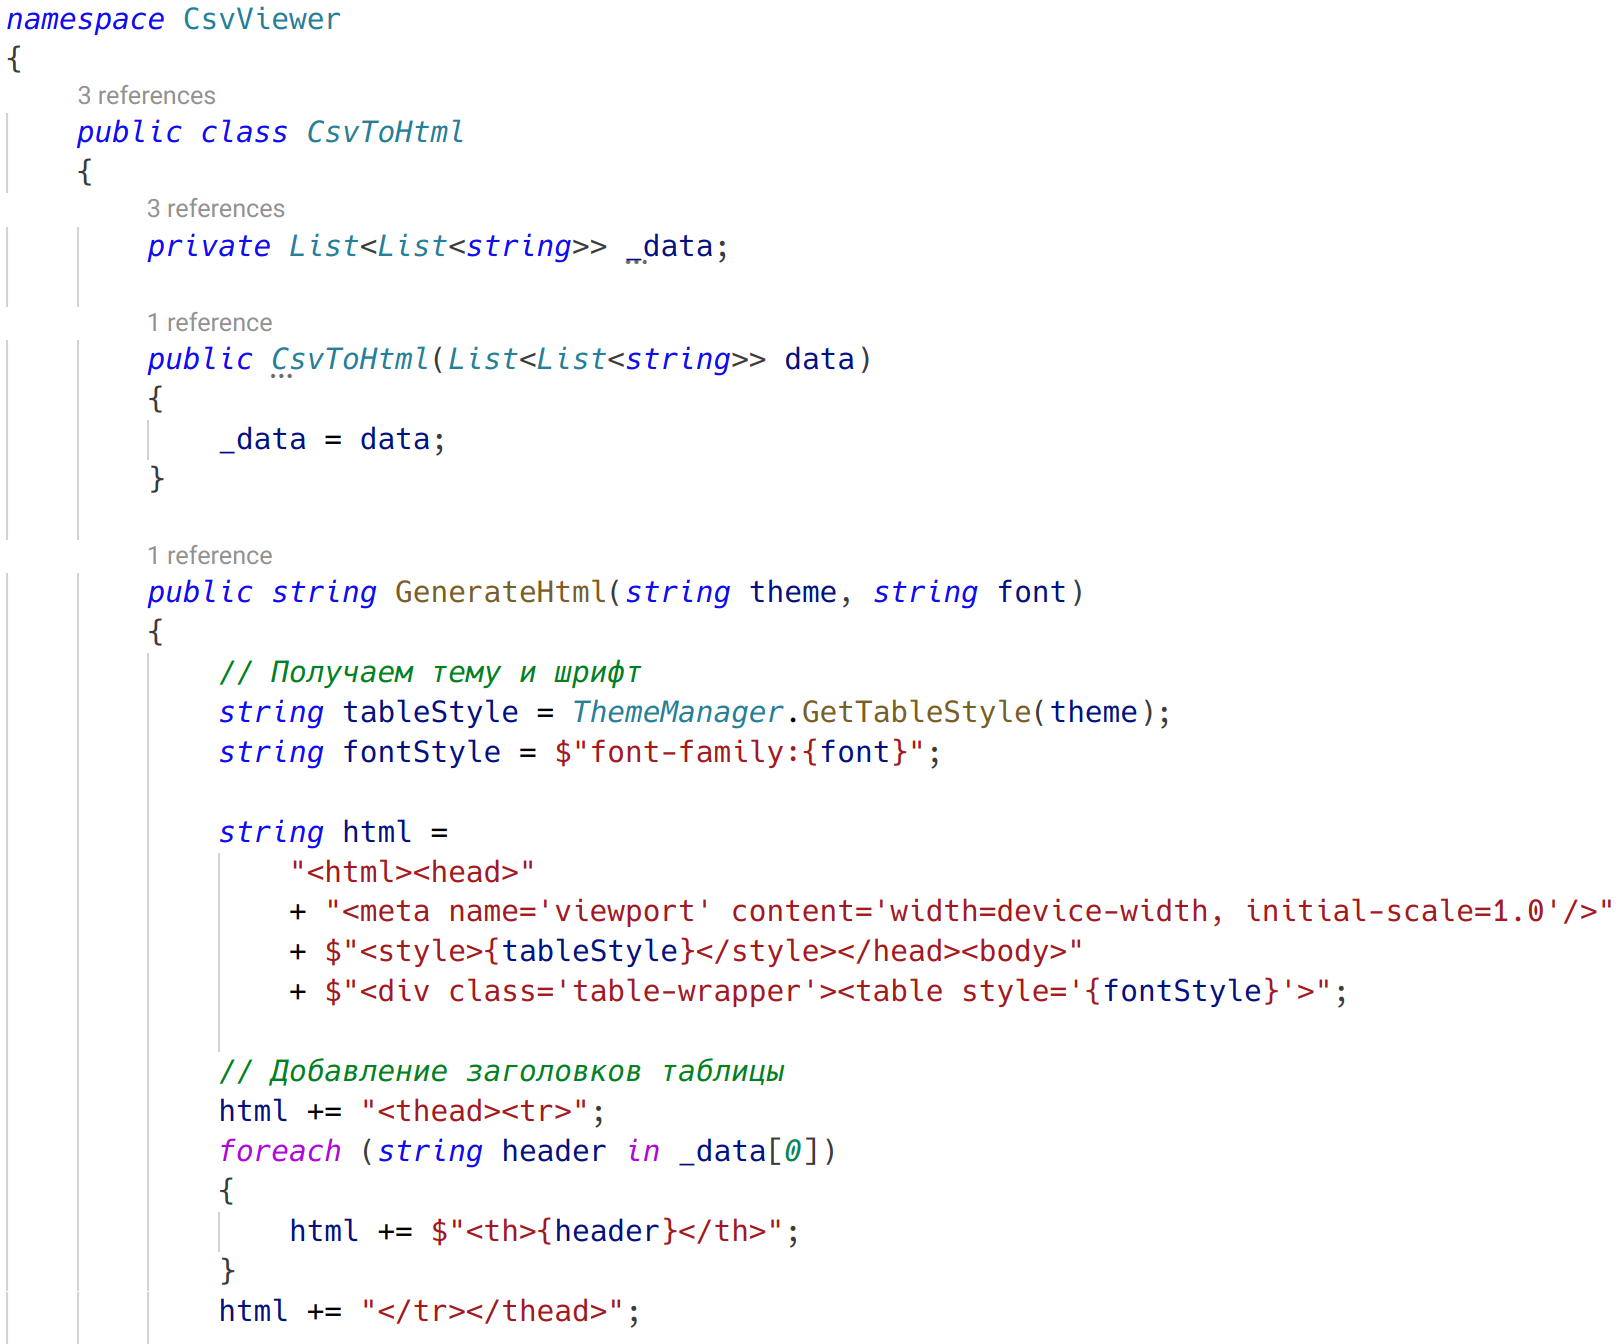 namespace CsvViewer
{
3 references
public class CsvToHtml
{
3 references
private List<List<string>> _data;
1 reference
public CsvToHtml(List<List<string>> data)
{
_data = data;
}
1 reference
public string GenerateHtml(string theme, string font)
{
// Получаем тему и шрифт
string tableStyle = ThemeManager.GetTableStyle(theme);
string fontStyle = $"font-family:{font}";
string html =
"<html><head>"
+ "<meta name='viewport' content='width=device-width, initial-scale=1.0'/>"
+ $"<style>{tableStyle}</style></head><body>"
+ $"<div class='table-wrapper'><table style='{fontStyle}'>";
// Добавление заголовков таблицы
html += "<thead><tr>";
foreach (string header in _data[0])
{
html += $"<th>{header}</th>";
}
html += "</tr></thead>";